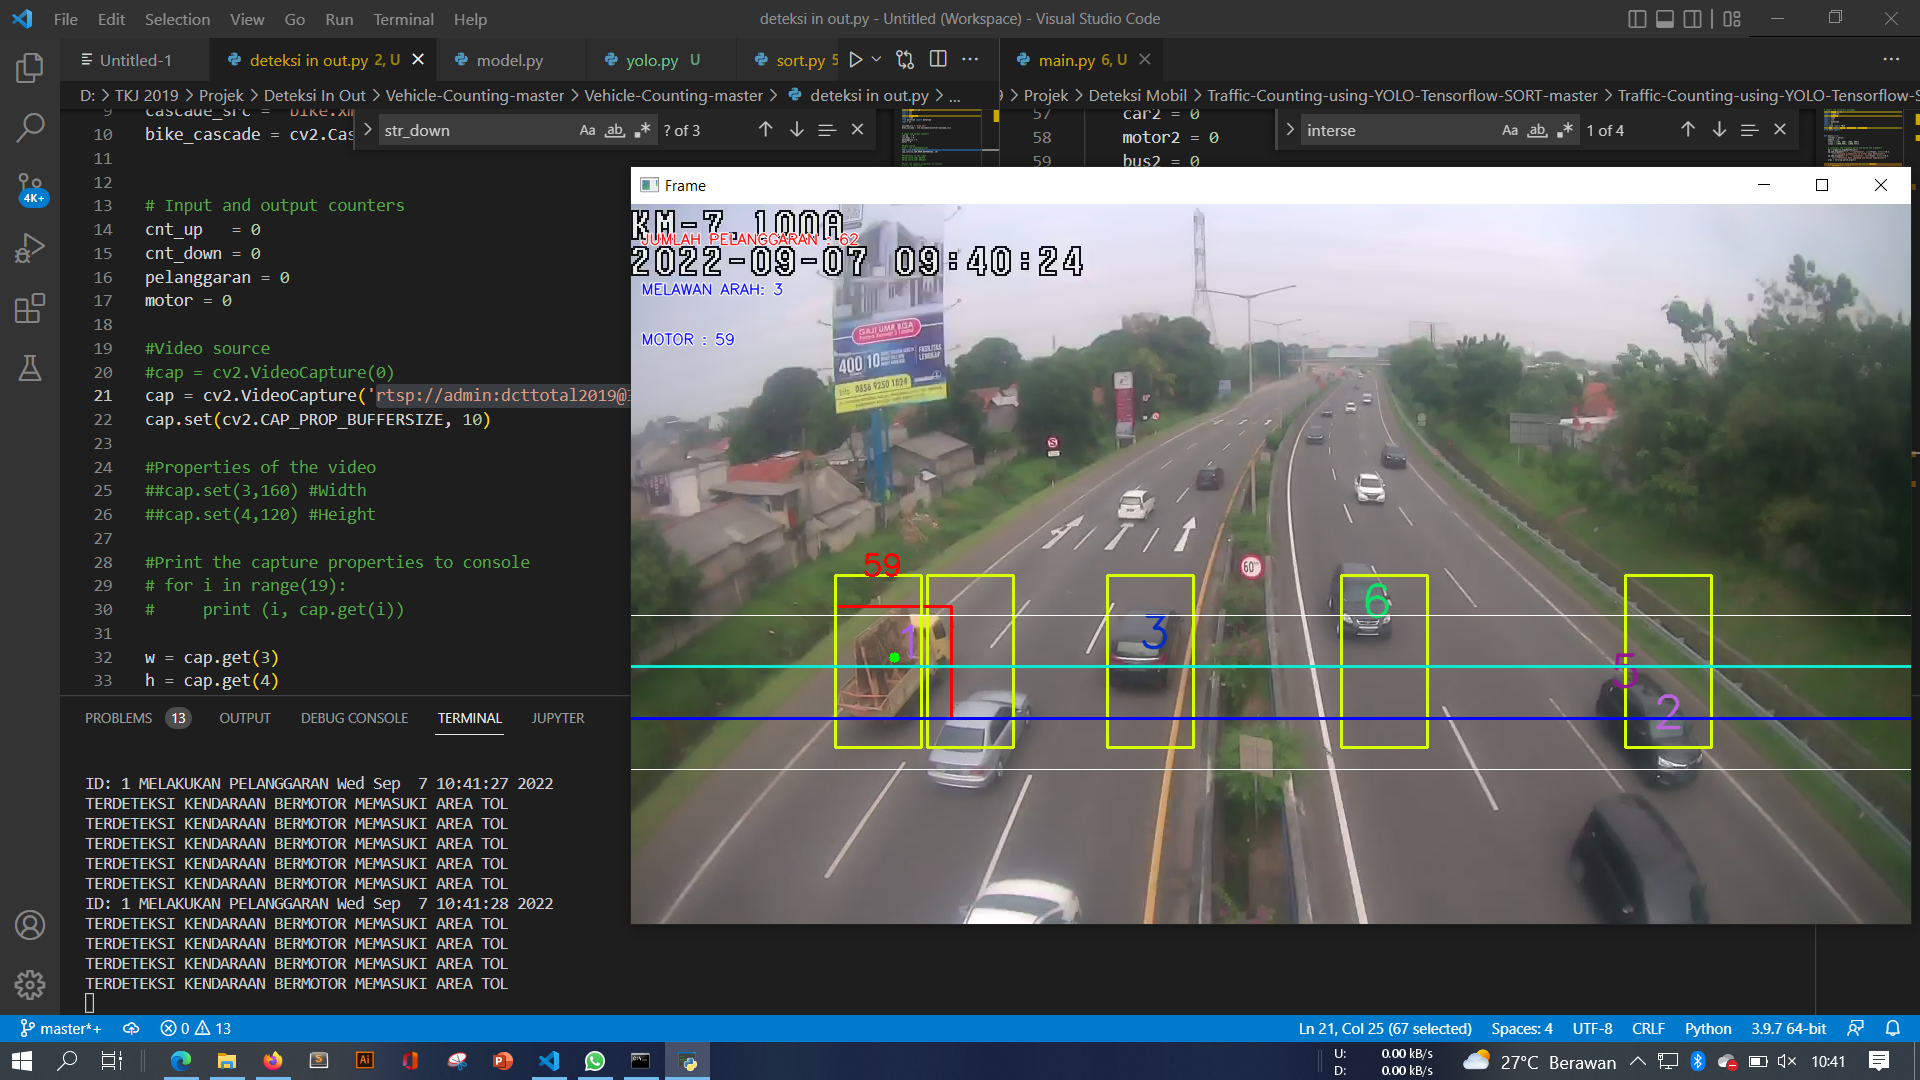 File Edit Selection View Go Run Terminal Help
deteksi in out.py - Untitled (Workspace) - Visual Studio Code
Untitled-1
deteksi in out.py 2, U
model.py
yolo.py U
sort.py 5
main.py 6, U
D: > TKJ 2019 > Projek > Deteksi In Out > Vehicle-Counting-master > Vehicle-Counting-master > deteksi in out.py > ...
9 > Projek > Deteksi Mobil > Traffic-Counting-using-YOLO-Tensorflow-SORT-master > Traffic-Counting-using-YOLO-Tensorflow-S
str_down Aa ab .* ? of 3
interse Aa ab .* 1 of 4
9 cascade_src = 'bike.xm
10 bike_cascade = cv2.Cas
11
12
13 # Input and output counters
14 cnt_up   = 0
15 cnt_down = 0
16 pelanggaran = 0
17 motor = 0
18
19 #Video source
20 #cap = cv2.VideoCapture(0)
21 cap = cv2.VideoCapture('rtsp://admin:dcttotal2019@
22 cap.set(cv2.CAP_PROP_BUFFERSIZE, 10)
23
24 #Properties of the video
25 ##cap.set(3,160) #Width
26 ##cap.set(4,120) #Height
27
28 #Print the capture properties to console
29 # for i in range(19):
30 #     print (i, cap.get(i))
31
32 w = cap.get(3)
33 h = cap.get(4)
57 car2 = 0
58 motor2 = 0
59 bus2 = 0
Frame
KM-7.100A
JUMLAH PELANGGARAN : 62
2022-09-07 09:40:24
MELAWAN ARAH: 3
MOTOR : 59
GAJI UMR BISA
400 10
FASILITAS LENGKAP
0856 9250 1024
S
60
59
1
3
6
5
2
PROBLEMS 13 OUTPUT DEBUG CONSOLE TERMINAL JUPYTER
ID: 1 MELAKUKAN PELANGGARAN Wed Sep  7 10:41:27 2022
TERDETEKSI KENDARAAN BERMOTOR MEMASUKI AREA TOL
TERDETEKSI KENDARAAN BERMOTOR MEMASUKI AREA TOL
TERDETEKSI KENDARAAN BERMOTOR MEMASUKI AREA TOL
TERDETEKSI KENDARAAN BERMOTOR MEMASUKI AREA TOL
TERDETEKSI KENDARAAN BERMOTOR MEMASUKI AREA TOL
ID: 1 MELAKUKAN PELANGGARAN Wed Sep  7 10:41:28 2022
TERDETEKSI KENDARAAN BERMOTOR MEMASUKI AREA TOL
TERDETEKSI KENDARAAN BERMOTOR MEMASUKI AREA TOL
TERDETEKSI KENDARAAN BERMOTOR MEMASUKI AREA TOL
TERDETEKSI KENDARAAN BERMOTOR MEMASUKI AREA TOL
4K+
master*+ 0 13
Ln 21, Col 25 (67 selected) Spaces: 4 UTF-8 CRLF Python 3.9.7 64-bit
S Ai
U: 0.00 kB/s
D: 0.00 kB/s
27°C Berawan
10:41